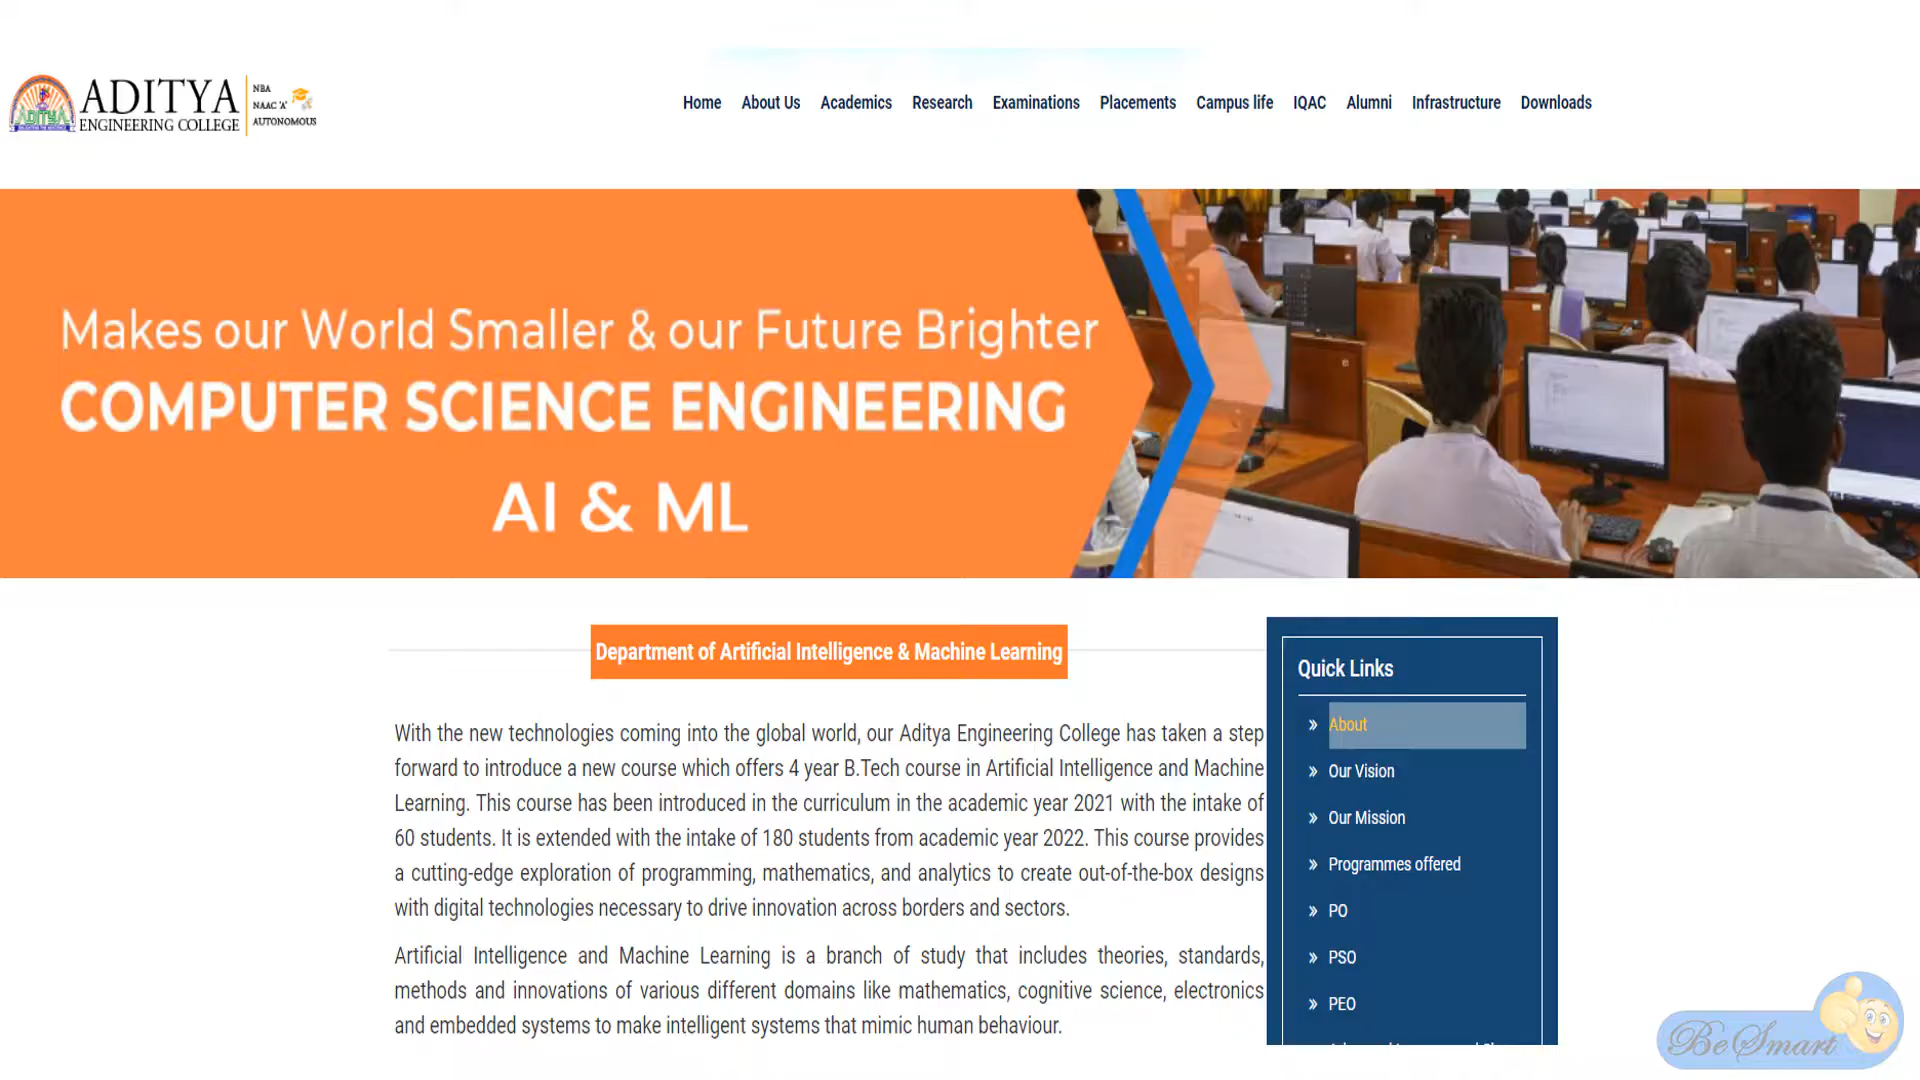 ADITYA
ENGINEERING COLLEGE
NBA
NAAC 'A'
AUTONOMOUS
ADITYA
Home About Us Academics Research Examinations Placements Campus life IQAC Alumni Infrastructure Downloads
Makes our World Smaller & our Future Brighter
COMPUTER SCIENCE ENGINEERING
AI & ML
Department of Artificial Intelligence & Machine Learning
With the new technologies coming into the global world, our Aditya Engineering College has taken a step
forward to introduce a new course which offers 4 year B.Tech course in Artificial Intelligence and Machine
Learning. This course has been introduced in the curriculum in the academic year 2021 with the intake of
60 students. It is extended with the intake of 180 students from academic year 2022. This course provides
a cutting-edge exploration of programming, mathematics, and analytics to create out-of-the-box designs
with digital technologies necessary to drive innovation across borders and sectors.
Artificial Intelligence and Machine Learning is a branch of study that includes theories, standards,
methods and innovations of various different domains like mathematics, cognitive science, electronics
and embedded systems to make intelligent systems that mimic human behaviour.
Quick Links
» About
» Our Vision
» Our Mission
» Programmes offered
» PO
» PSO
» PEO
BeSmart